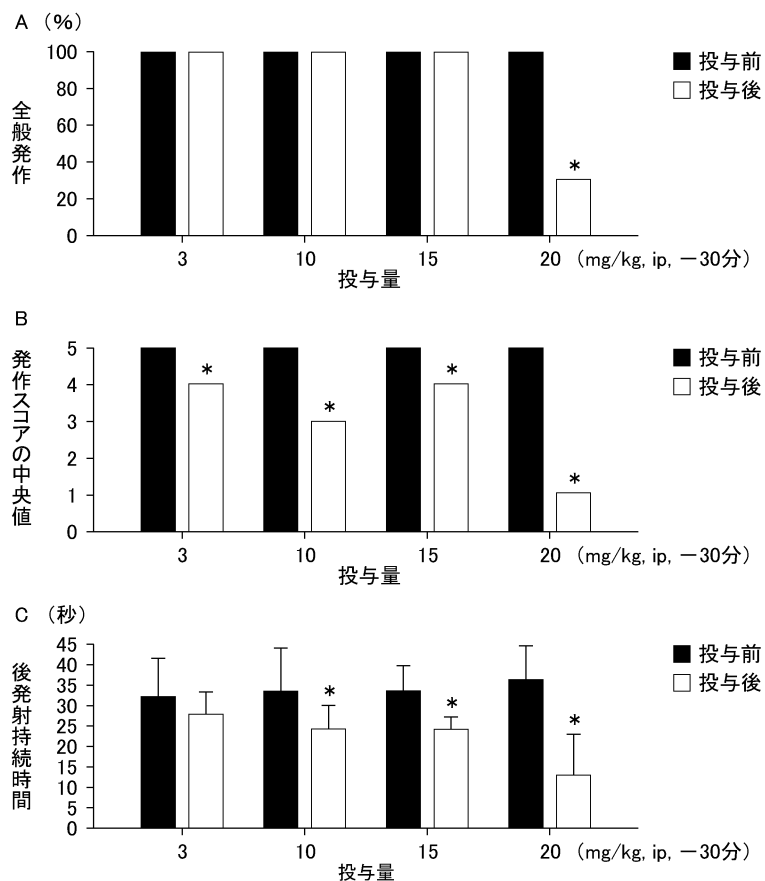 A （％）
100
80
60
40
20
0
全般発作
投与前
投与後
*
3 10 15 20 （mg/kg, ip, －30分）
投与量
B
5
4
3
2
1
0
発作スコアの中央値
投与前
投与後
* * * *
3 10 15 20 （mg/kg, ip, －30分）
投与量
C （秒）
45
40
35
30
25
20
15
10
5
0
後発射持続時間
投与前
投与後
* * *
3 10 15 20 （mg/kg, ip, －30分）
投与量